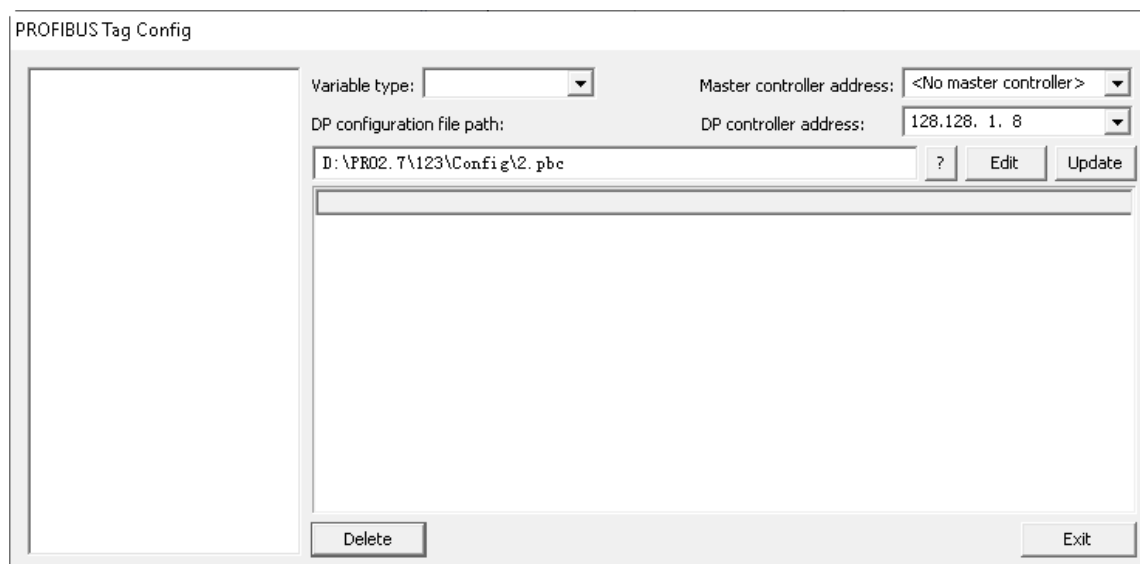 PROFIBUS Tag Config
Variable type: Master controller address: <No master controller>
DP configuration file path: DP controller address: 128.128. 1. 8
D:\PRO2.7\123\Config\2.pbc ? Edit Update
Delete Exit